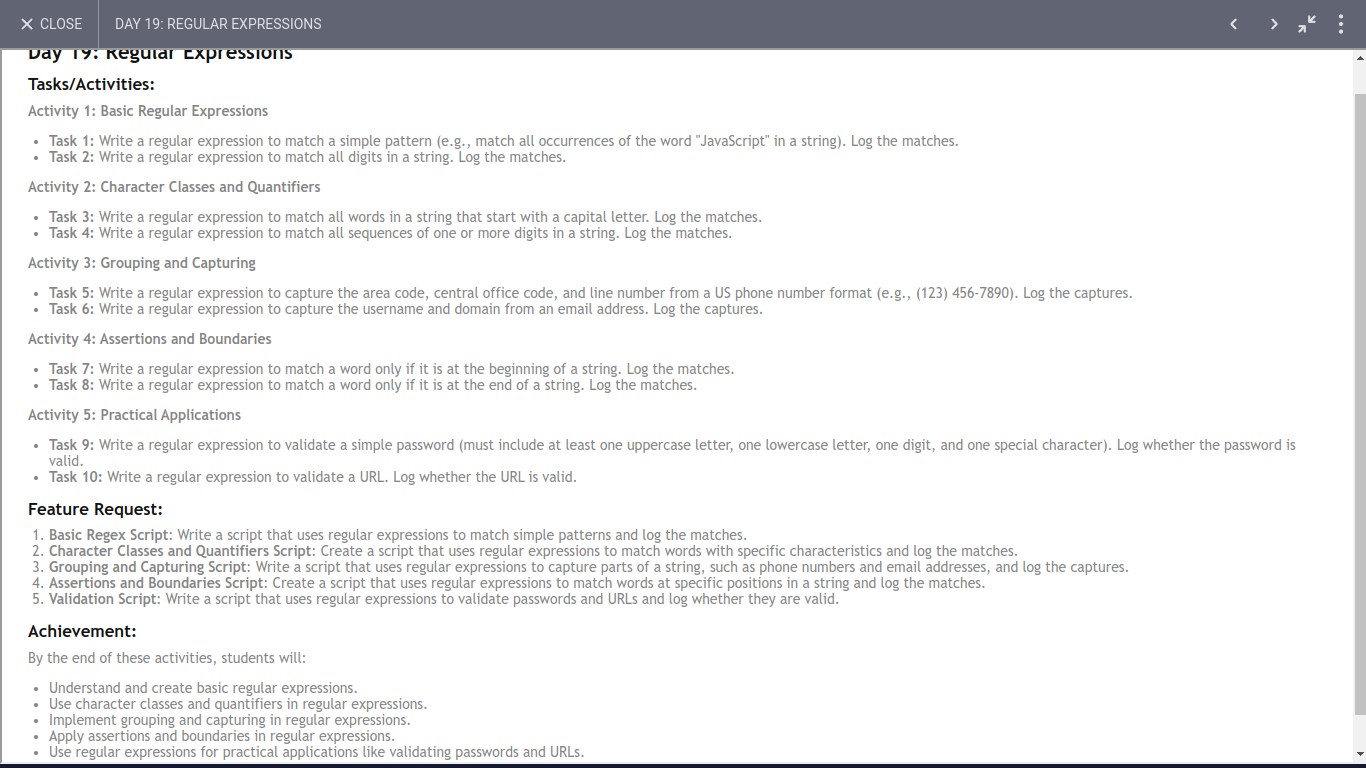 CLOSE
DAY 19: REGULAR EXPRESSIONS
Day 19: Regular Expressions
Tasks/Activities:
Activity 1: Basic Regular Expressions
• Task 1: Write a regular expression to match a simple pattern (e.g., match all occurrences of the word "JavaScript" in a string). Log the matches.
• Task 2: Write a regular expression to match all digits in a string. Log the matches.
Activity 2: Character Classes and Quantifiers
• Task 3: Write a regular expression to match all words in a string that start with a capital letter. Log the matches.
• Task 4: Write a regular expression to match all sequences of one or more digits in a string. Log the matches.
Activity 3: Grouping and Capturing
• Task 5: Write a regular expression to capture the area code, central office code, and line number from a US phone number format (e.g., (123) 456-7890). Log the captures.
• Task 6: Write a regular expression to capture the username and domain from an email address. Log the captures.
Activity 4: Assertions and Boundaries
• Task 7: Write a regular expression to match a word only if it is at the beginning of a string. Log the matches.
• Task 8: Write a regular expression to match a word only if it is at the end of a string. Log the matches.
Activity 5: Practical Applications
• Task 9: Write a regular expression to validate a simple password (must include at least one uppercase letter, one lowercase letter, one digit, and one special character). Log whether the password is
valid.
• Task 10: Write a regular expression to validate a URL. Log whether the URL is valid.
Feature Request:
1. Basic Regex Script: Write a script that uses regular expressions to match simple patterns and log the matches.
2. Character Classes and Quantifiers Script: Create a script that uses regular expressions to match words with specific characteristics and log the matches.
3. Grouping and Capturing Script: Write a script that uses regular expressions to capture parts of a string, such as phone numbers and email addresses, and log the captures.
4. Assertions and Boundaries Script: Create a script that uses regular expressions to match words at specific positions in a string and log the matches.
5. Validation Script: Write a script that uses regular expressions to validate passwords and URLs and log whether they are valid.
Achievement:
By the end of these activities, students will:
• Understand and create basic regular expressions.
• Use character classes and quantifiers in regular expressions.
• Implement grouping and capturing in regular expressions.
• Apply assertions and boundaries in regular expressions.
• Use regular expressions for practical applications like validating passwords and URLs.